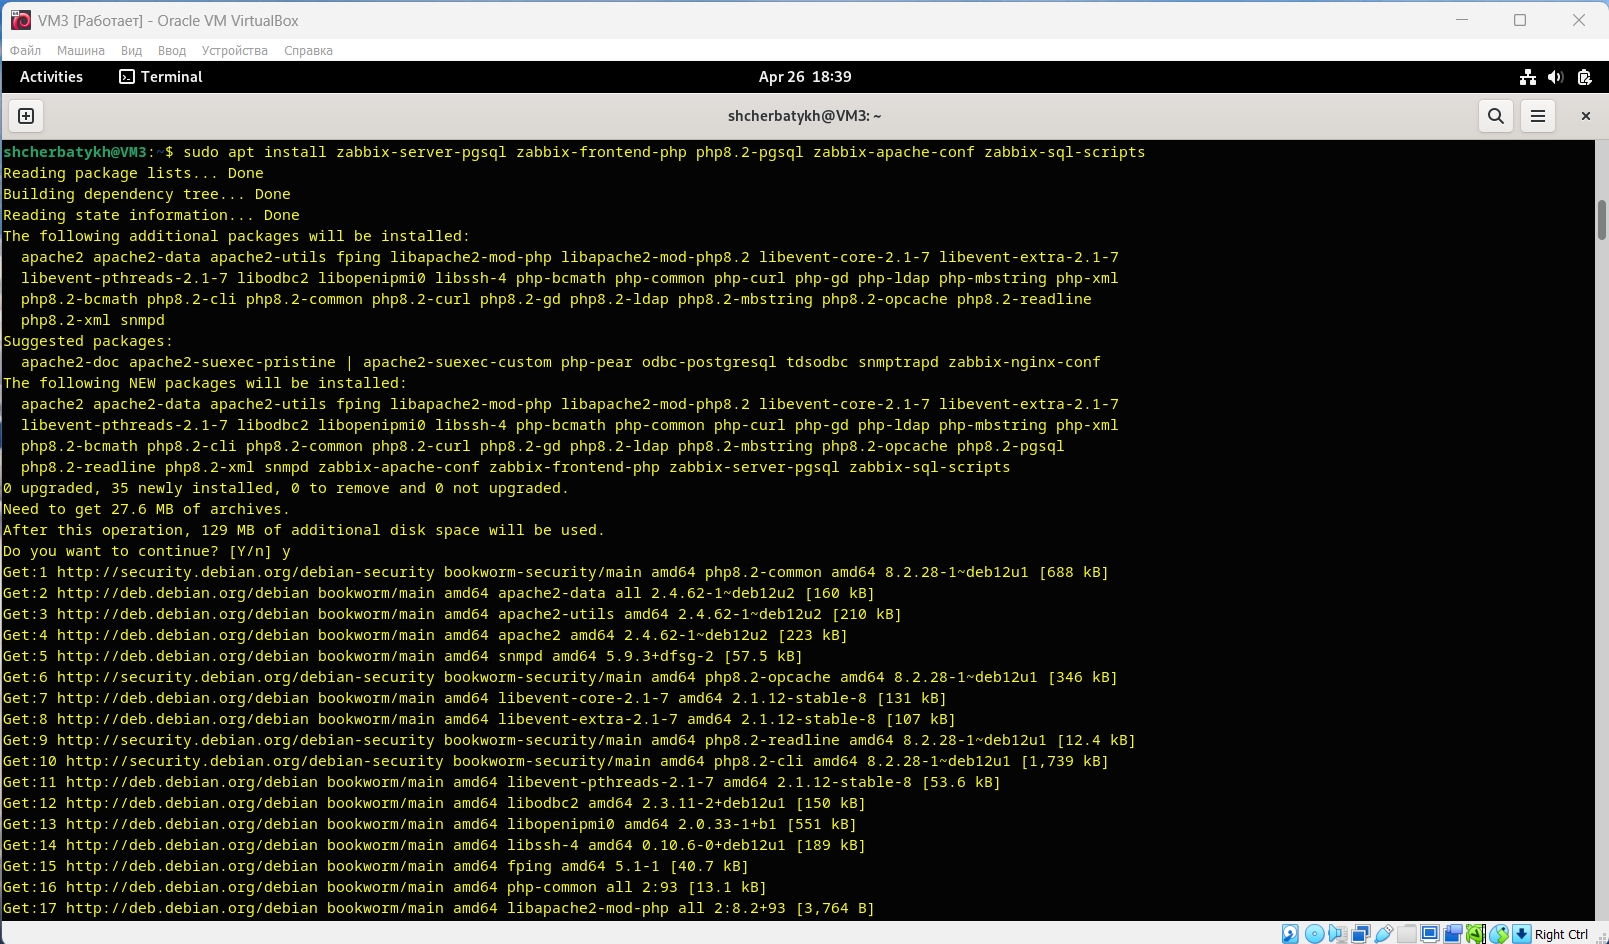 VM3 [Работает] - Oracle VM VirtualBox
Файл Машина Вид Ввод Устройства Справка
Activities Terminal Apr 26 18:39
shcherbatykh@VM3: ~
shcherbatykh@VM3:~$ sudo apt install zabbix-server-pgsql zabbix-frontend-php php8.2-pgsql zabbix-apache-conf zabbix-sql-scripts
Reading package lists... Done
Building dependency tree... Done
Reading state information... Done
The following additional packages will be installed:
apache2 apache2-data apache2-utils fping libapache2-mod-php libapache2-mod-php8.2 libevent-core-2.1-7 libevent-extra-2.1-7
libevent-pthreads-2.1-7 libodbc2 libopenipmi0 libssh-4 php-bcmath php-common php-curl php-gd php-ldap php-mbstring php-xml
php8.2-bcmath php8.2-cli php8.2-common php8.2-curl php8.2-gd php8.2-ldap php8.2-mbstring php8.2-opcache php8.2-readline
php8.2-xml snmpd
Suggested packages:
apache2-doc apache2-suexec-pristine | apache2-suexec-custom php-pear odbc-postgresql tdsodbc snmptrapd zabbix-nginx-conf
The following NEW packages will be installed:
apache2 apache2-data apache2-utils fping libapache2-mod-php libapache2-mod-php8.2 libevent-core-2.1-7 libevent-extra-2.1-7
libevent-pthreads-2.1-7 libodbc2 libopenipmi0 libssh-4 php-bcmath php-common php-curl php-gd php-ldap php-mbstring php-xml
php8.2-bcmath php8.2-cli php8.2-common php8.2-curl php8.2-gd php8.2-ldap php8.2-mbstring php8.2-opcache php8.2-pgsql
php8.2-readline php8.2-xml snmpd zabbix-apache-conf zabbix-frontend-php zabbix-server-pgsql zabbix-sql-scripts
0 upgraded, 35 newly installed, 0 to remove and 0 not upgraded.
Need to get 27.6 MB of archives.
After this operation, 129 MB of additional disk space will be used.
Do you want to continue? [Y/n] y
Get:1 http://security.debian.org/debian-security bookworm-security/main amd64 php8.2-common amd64 8.2.28-1~deb12u1 [688 kB]
Get:2 http://deb.debian.org/debian bookworm/main amd64 apache2-data all 2.4.62-1~deb12u2 [160 kB]
Get:3 http://deb.debian.org/debian bookworm/main amd64 apache2-utils amd64 2.4.62-1~deb12u2 [210 kB]
Get:4 http://deb.debian.org/debian bookworm/main amd64 apache2 amd64 2.4.62-1~deb12u2 [223 kB]
Get:5 http://deb.debian.org/debian bookworm/main amd64 snmpd amd64 5.9.3+dfsg-2 [57.5 kB]
Get:6 http://security.debian.org/debian-security bookworm-security/main amd64 php8.2-opcache amd64 8.2.28-1~deb12u1 [346 kB]
Get:7 http://deb.debian.org/debian bookworm/main amd64 libevent-core-2.1-7 amd64 2.1.12-stable-8 [131 kB]
Get:8 http://deb.debian.org/debian bookworm/main amd64 libevent-extra-2.1-7 amd64 2.1.12-stable-8 [107 kB]
Get:9 http://security.debian.org/debian-security bookworm-security/main amd64 php8.2-readline amd64 8.2.28-1~deb12u1 [12.4 kB]
Get:10 http://security.debian.org/debian-security bookworm-security/main amd64 php8.2-cli amd64 8.2.28-1~deb12u1 [1,739 kB]
Get:11 http://deb.debian.org/debian bookworm/main amd64 libevent-pthreads-2.1-7 amd64 2.1.12-stable-8 [53.6 kB]
Get:12 http://deb.debian.org/debian bookworm/main amd64 libodbc2 amd64 2.3.11-2+deb12u1 [150 kB]
Get:13 http://deb.debian.org/debian bookworm/main amd64 libopenipmi0 amd64 2.0.33-1+b1 [551 kB]
Get:14 http://deb.debian.org/debian bookworm/main amd64 libssh-4 amd64 0.10.6-0+deb12u1 [189 kB]
Get:15 http://deb.debian.org/debian bookworm/main amd64 fping amd64 5.1-1 [40.7 kB]
Get:16 http://deb.debian.org/debian bookworm/main amd64 php-common all 2:93 [13.1 kB]
Get:17 http://deb.debian.org/debian bookworm/main amd64 libapache2-mod-php all 2:8.2+93 [3,764 B]
Right Ctrl